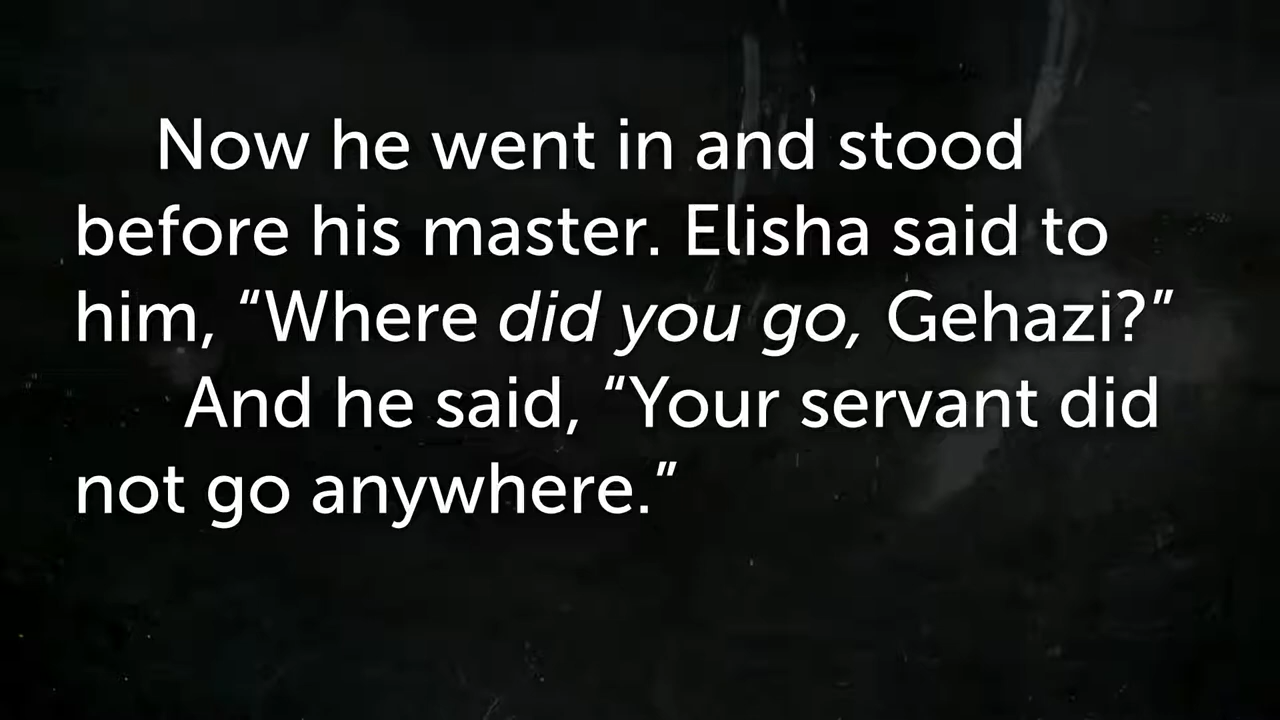 Now he went in and stood
before his master. Elisha said to
him, “Where did you go, Gehazi?”
And he said, “Your servant did
not go anywhere.”